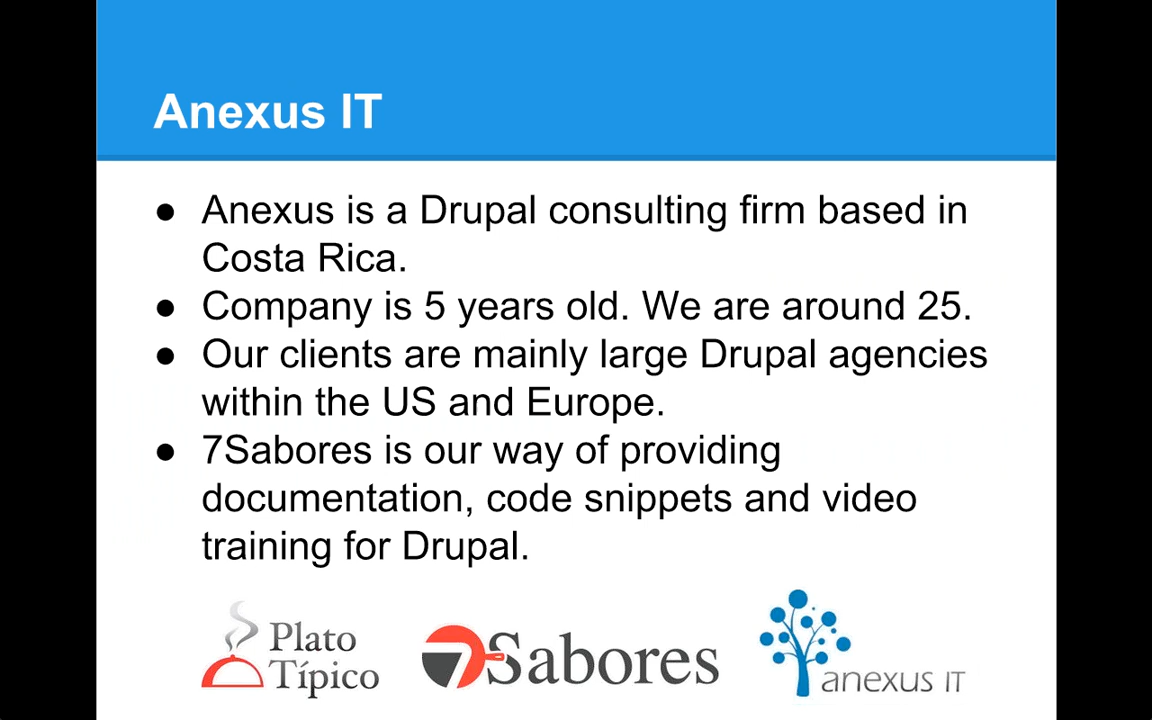 Anexus IT
● Anexus is a Drupal consulting firm based in
Costa Rica.
● Company is 5 years old. We are around 25.
● Our clients are mainly large Drupal agencies
within the US and Europe.
● 7Sabores is our way of providing
documentation, code snippets and video
training for Drupal.
Plato
Típico
7Sabores
anexus IT